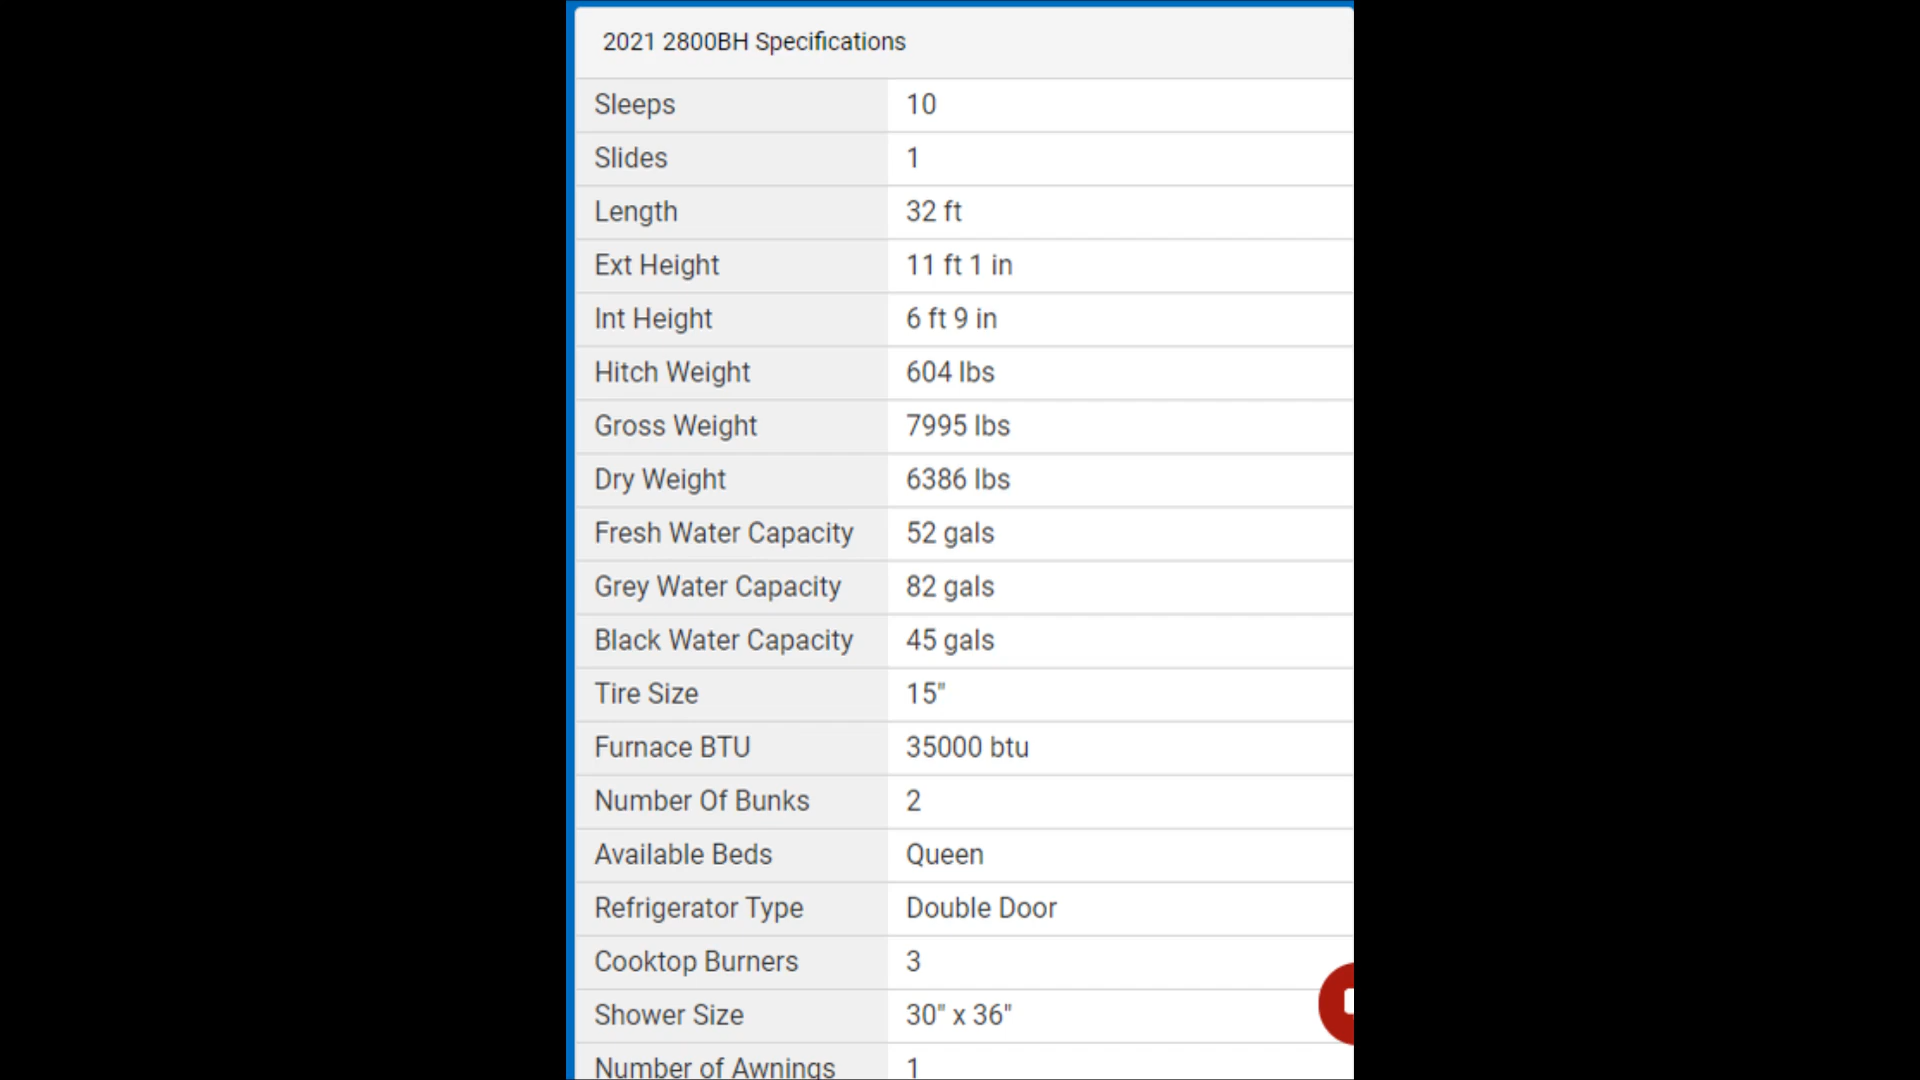 2021 2800BH Specifications
Sleeps 10
Slides 1
Length 32 ft
Ext Height 11 ft 1 in
Int Height 6 ft 9 in
Hitch Weight 604 lbs
Gross Weight 7995 lbs
Dry Weight 6386 lbs
Fresh Water Capacity 52 gals
Grey Water Capacity 82 gals
Black Water Capacity 45 gals
Tire Size 15"
Furnace BTU 35000 btu
Number Of Bunks 2
Available Beds Queen
Refrigerator Type Double Door
Cooktop Burners 3
Shower Size 30" x 36"
Number of Awnings 1